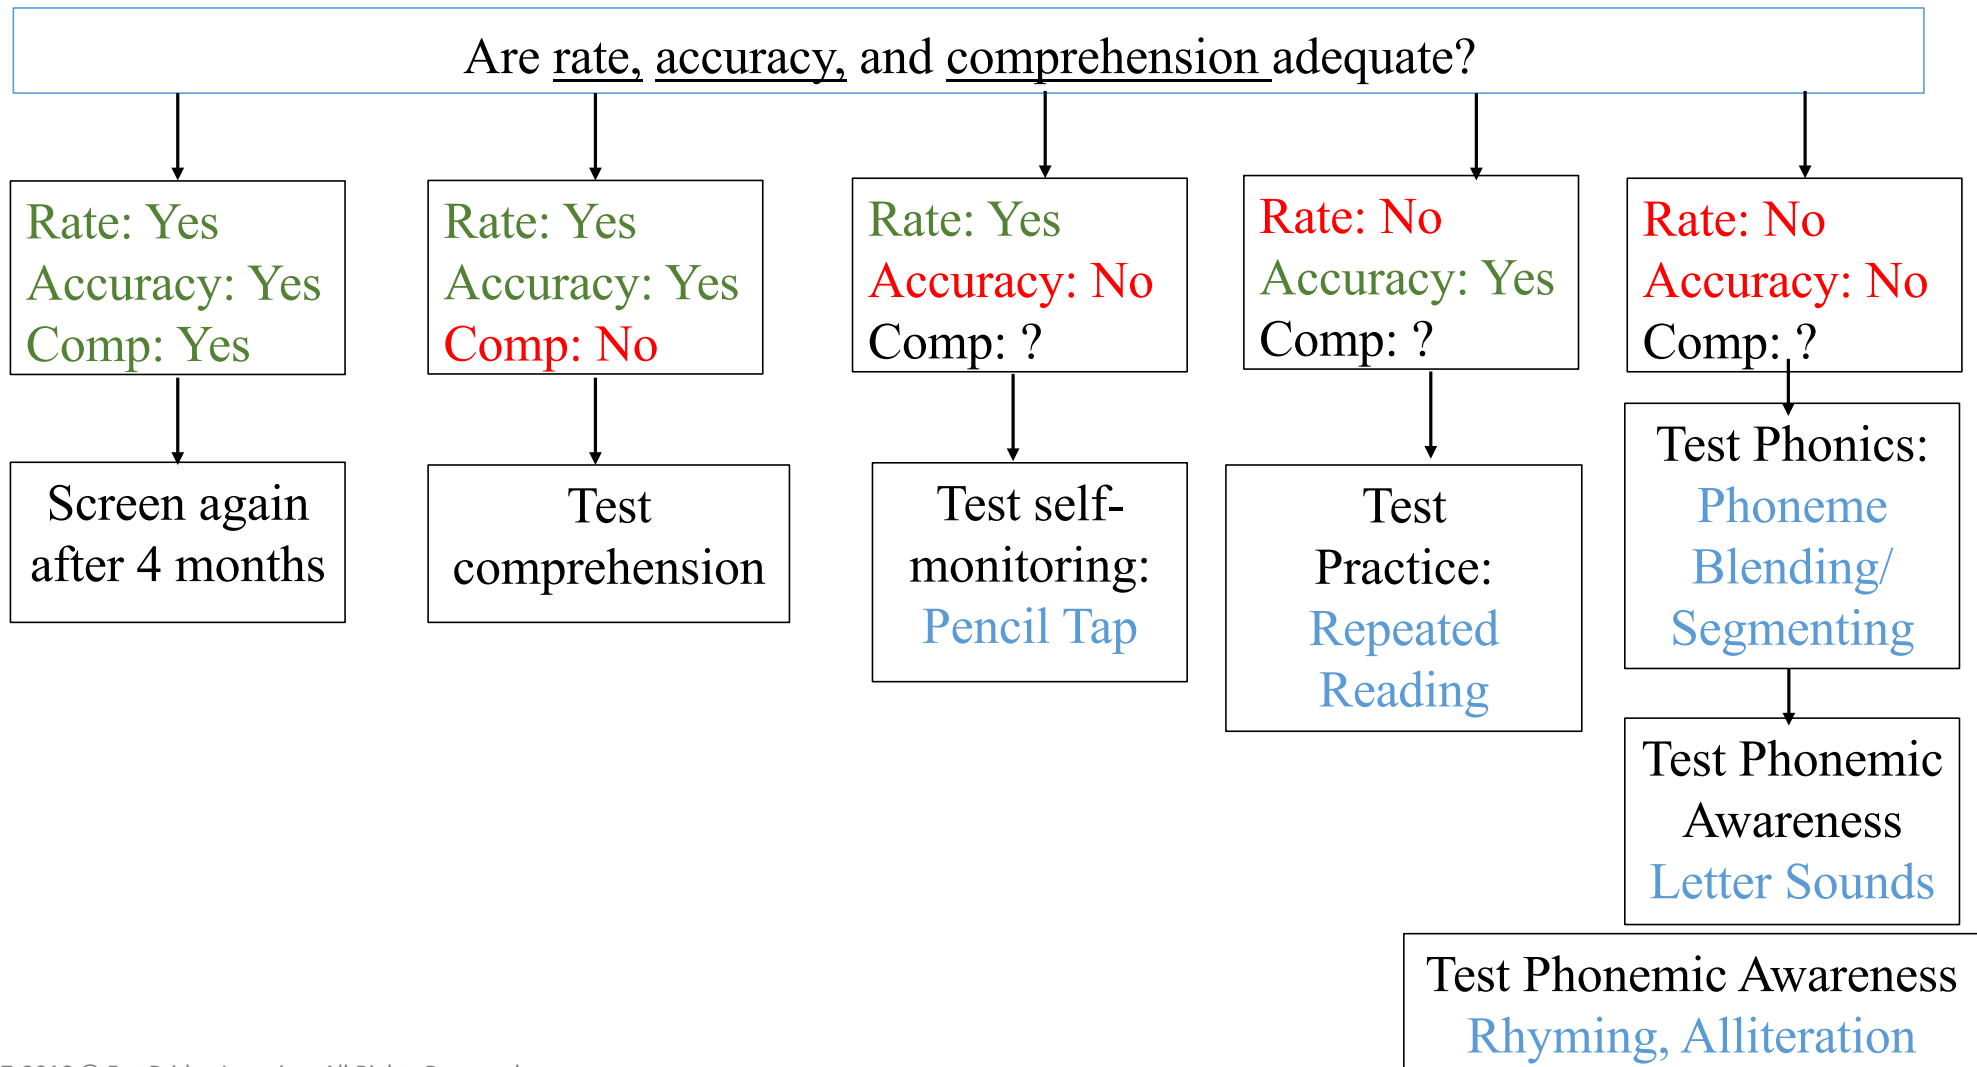 Are rate, accuracy, and comprehension adequate?
Rate: Yes
Accuracy: Yes
Comp: Yes
Rate: Yes
Accuracy: Yes
Comp: No
Rate: Yes
Accuracy: No
Comp: ?
Rate: No
Accuracy: Yes
Comp: ?
Rate: No
Accuracy: No
Comp: ?
Screen again
after 4 months
Test
comprehension
Test self-
monitoring:
Pencil Tap
Test
Practice:
Repeated
Reading
Test Phonics:
Phoneme
Blending/
Segmenting
Test Phonemic
Awareness
Letter Sounds
Test Phonemic Awareness
Rhyming, Alliteration